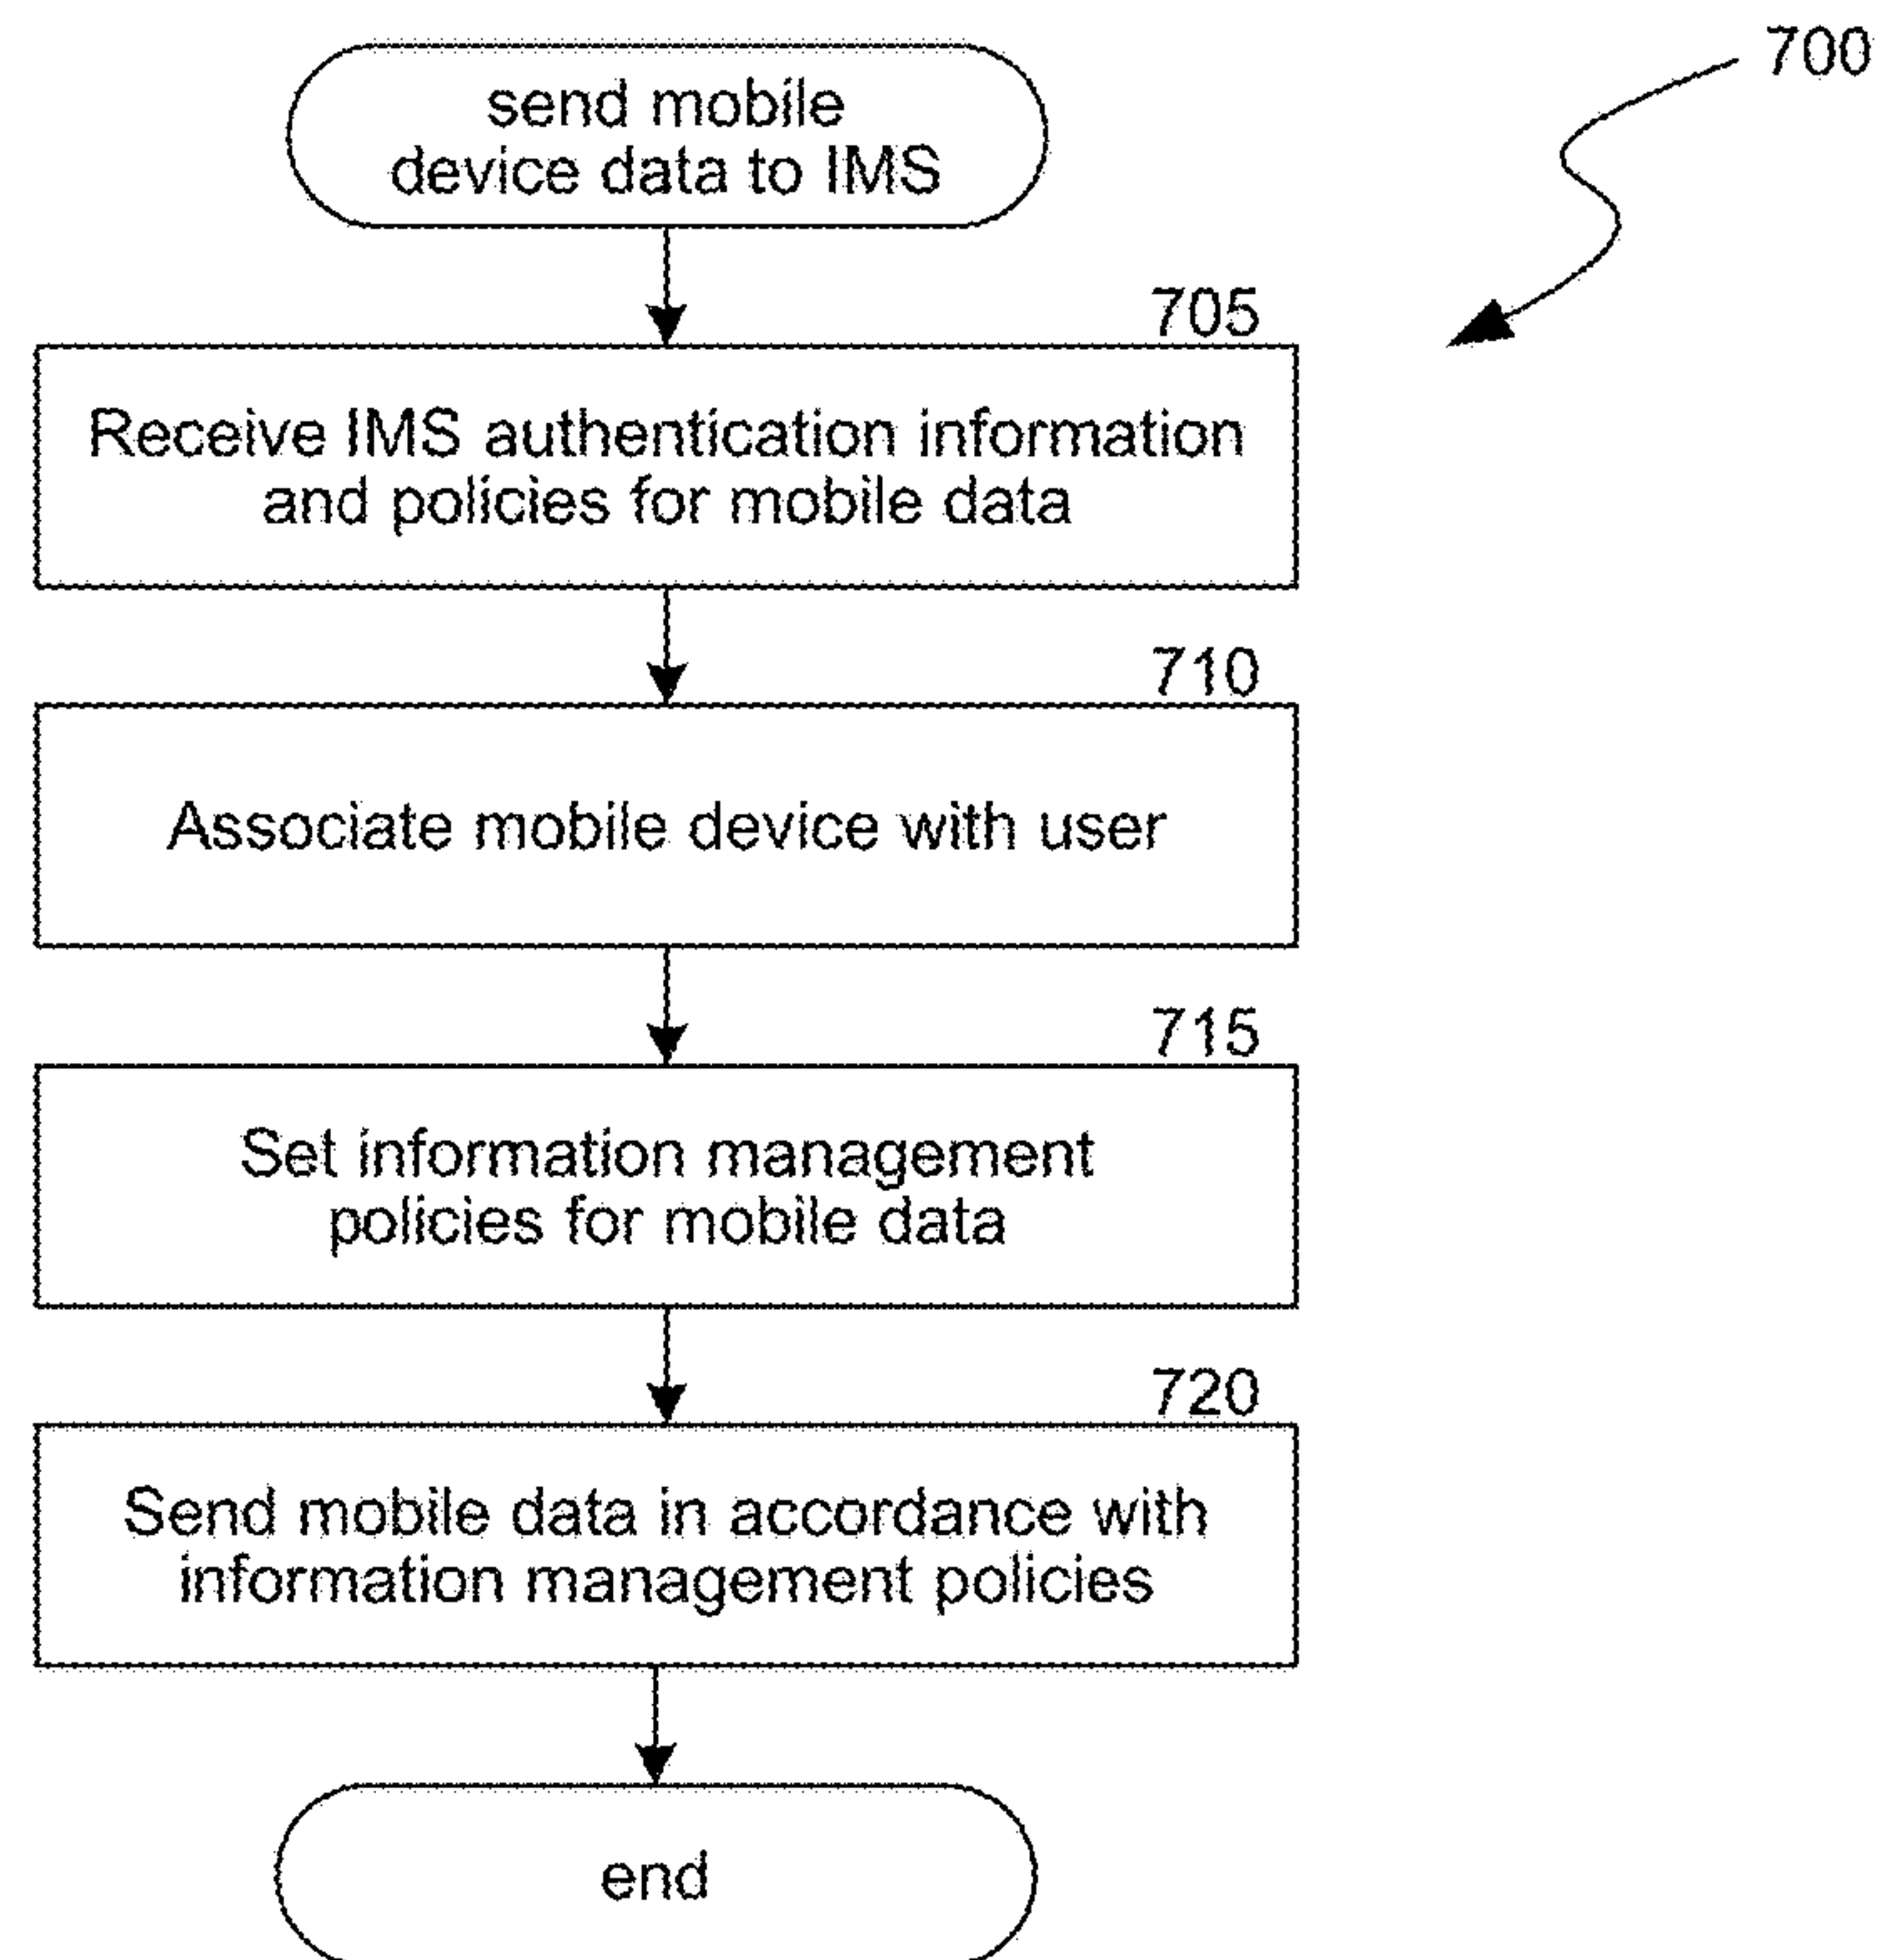 700
send mobile
device data to IMS
705
Receive IMS authentication information
and policies for mobile data
710
Associate mobile device with user
715
Set information management
policies for mobile data
720
Send mobile data in accordance with
information management policies
end